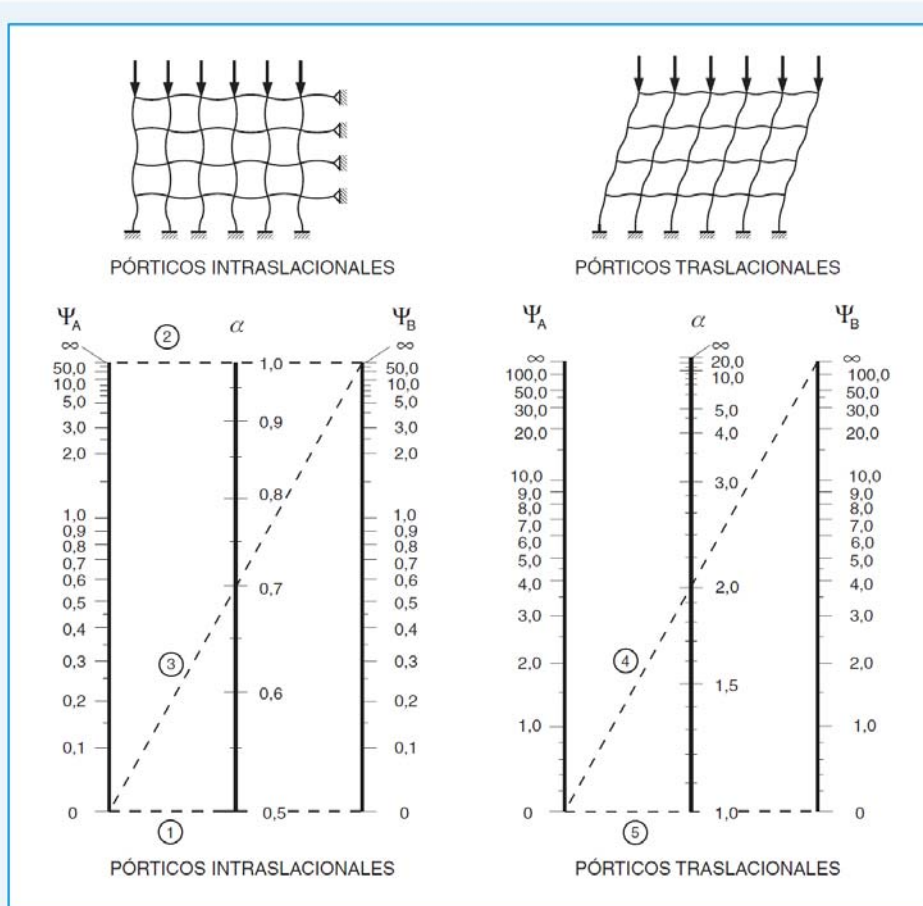 PÓRTICOS INTRASLACIONALES
PÓRTICOS TRASLACIONALES
Ψ_A α Ψ_B
∞ ② ∞
50,0 1,0 50,0
10,0 10,0
5,0 0,9 5,0
3,0 3,0
2,0 2,0
0,8
1,0 1,0
0,9 0,9
0,8 0,8
0,7 0,7
0,6 0,7 0,6
0,5 0,5
0,4 0,4
0,3 ③ 0,3
0,6
0,2 0,2
0,1 0,1
0 0,5 0
①
PÓRTICOS INTRASLACIONALES
Ψ_A α Ψ_B
∞ ∞ ∞
100,0 20,0 100,0
50,0 10,0 50,0
30,0 5,0 30,0
20,0 4,0 20,0
10,0 3,0 10,0
9,0 9,0
8,0 8,0
7,0 7,0
6,0 6,0
5,0 5,0
4,0 2,0 4,0
3,0 3,0
2,0 ④ 2,0
1,5
1,0 1,0
0 1,0 0
⑤
PÓRTICOS TRASLACIONALES